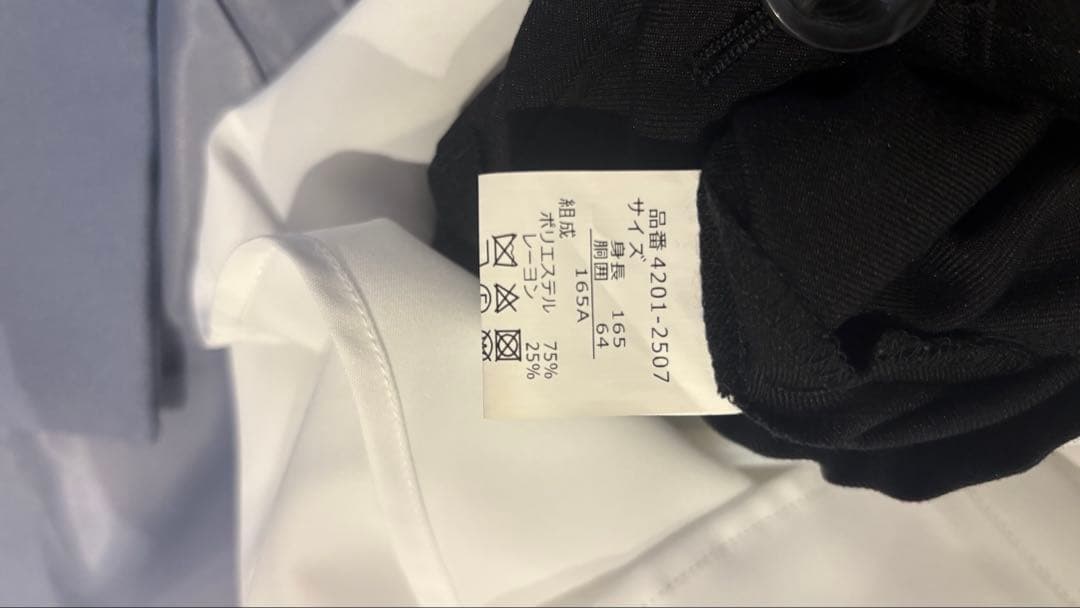 品番 4201-2507
サイズ
身長 165
胴囲 64
165A
組成
ポリエステル 75%
レーヨン 25%